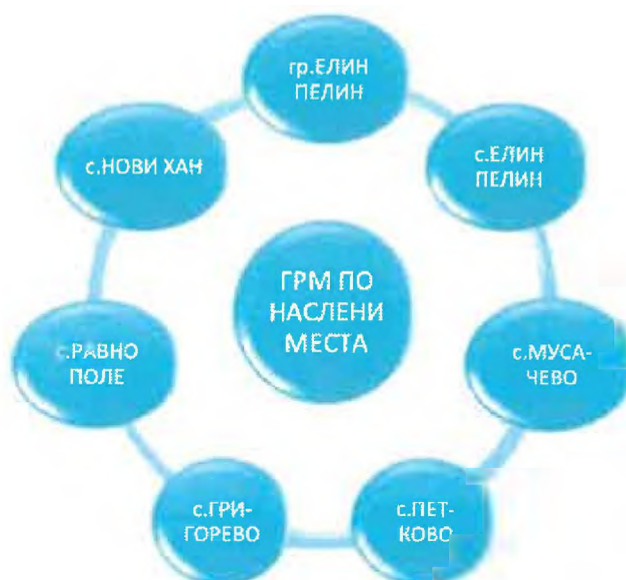 гр.ЕЛИН
ПЕЛИН
с.ЕЛИН
ПЕЛИН
с.МУСА-
ЧЕВО
с.ПЕТ-
КОВО
с.ГРИ-
ГОРЕВО
с.РАВНО
ПОЛЕ
с.НОВИ ХАН
ГРМ ПО
НАСЛЕНИ
МЕСТА